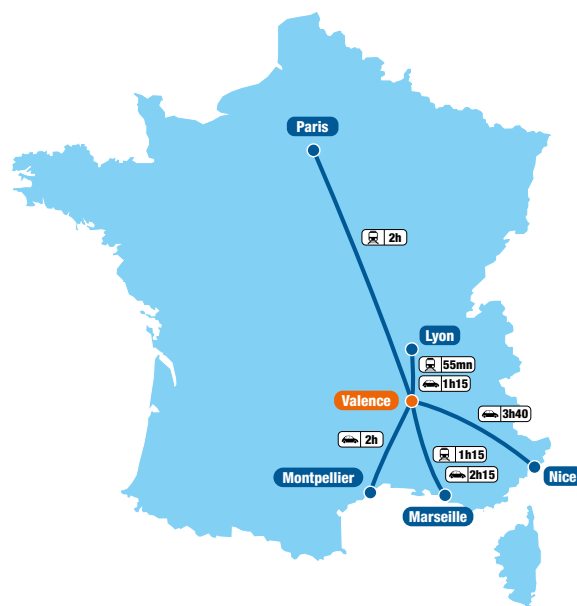 Paris
2h
Lyon
55mn
1h15
Valence
3h40
2h
1h15
2h15
Montpellier
Nice
Marseille